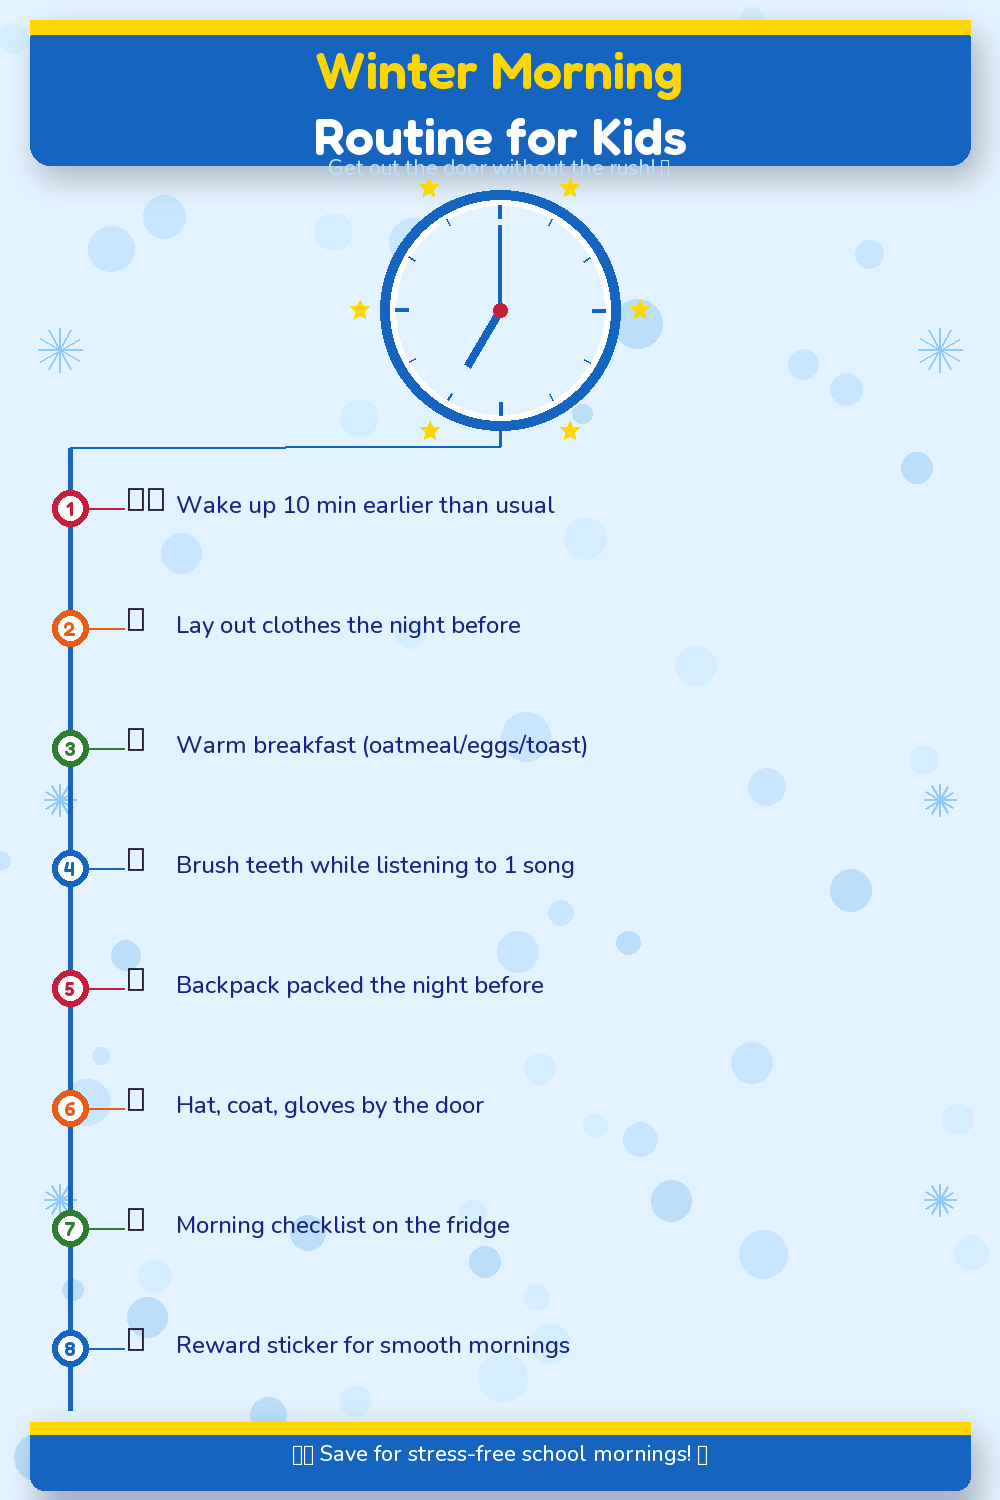 Winter Morning
Routine for Kids
Get out the door without the rush! 
1 Wake up 10 min earlier than usual
2 Lay out clothes the night before
3 Warm breakfast (oatmeal/eggs/toast)
4 Brush teeth while listening to 1 song
5 Backpack packed the night before
6 Hat, coat, gloves by the door
7 Morning checklist on the fridge
8 Reward sticker for smooth mornings
Save for stress-free school mornings!